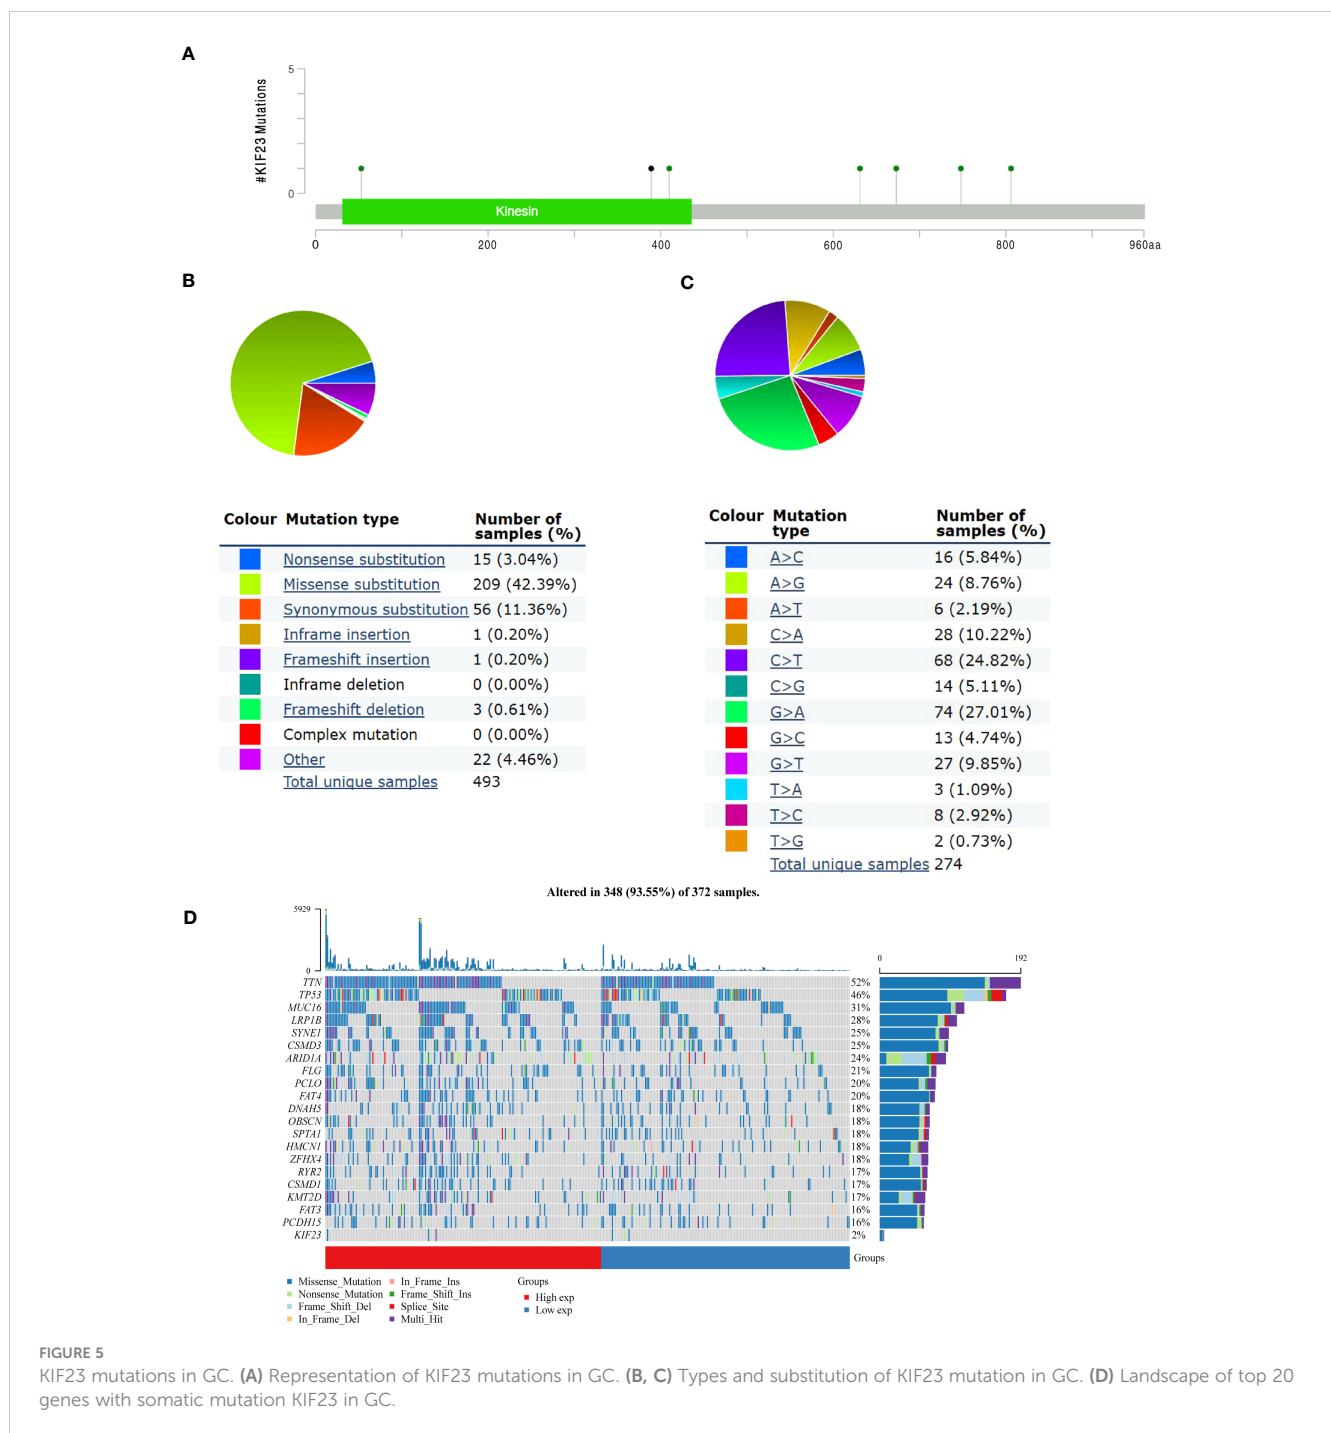 (A)
#KIF23 Mutations
5
0
Kinesin
0 200 400 600 800 960aa
(B)
Colour Mutation type Number of samples (%)
Nonsense substitution 15 (3.04%)
Missense substitution 209 (42.39%)
Synonymous substitution 56 (11.36%)
Inframe insertion 1 (0.20%)
Frameshift insertion 1 (0.20%)
Inframe deletion 0 (0.00%)
Frameshift deletion 3 (0.61%)
Complex mutation 0 (0.00%)
Other 22 (4.46%)
Total unique samples 493
(C)
Colour Mutation type Number of samples (%)
A>C 16 (5.84%)
A>G 24 (8.76%)
A>T 6 (2.19%)
C>A 28 (10.22%)
C>T 68 (24.82%)
C>G 14 (5.11%)
G>A 74 (27.01%)
G>C 13 (4.74%)
G>T 27 (9.85%)
T>A 3 (1.09%)
T>C 8 (2.92%)
T>G 2 (0.73%)
Total unique samples 274
(D)
Altered in 348 (93.55%) of 372 samples.
5929
0
0 192
TTN 52%
TP53 46%
MUC16 31%
LRP1B 28%
SYNE1 25%
CSMD3 25%
ARID1A 24%
FLG 21%
PCLO 20%
FAT4 20%
DNAH5 18%
OBSCN 18%
SPTA1 18%
HMCN1 18%
ZFHX4 18%
RYR2 17%
CSMD1 17%
KMT2D 17%
FAT3 16%
PCDH15 16%
KIF23 2%
Groups
Missense_Mutation In_Frame_Ins Groups
Nonsense_Mutation Frame_Shift_Ins High exp
Frame_Shift_Del Splice_Site Low exp
In_Frame_Del Multi_Hit
FIGURE 5
KIF23 mutations in GC. (A) Representation of KIF23 mutations in GC. (B, C) Types and substitution of KIF23 mutation in GC. (D) Landscape of top 20
genes with somatic mutation KIF23 in GC.